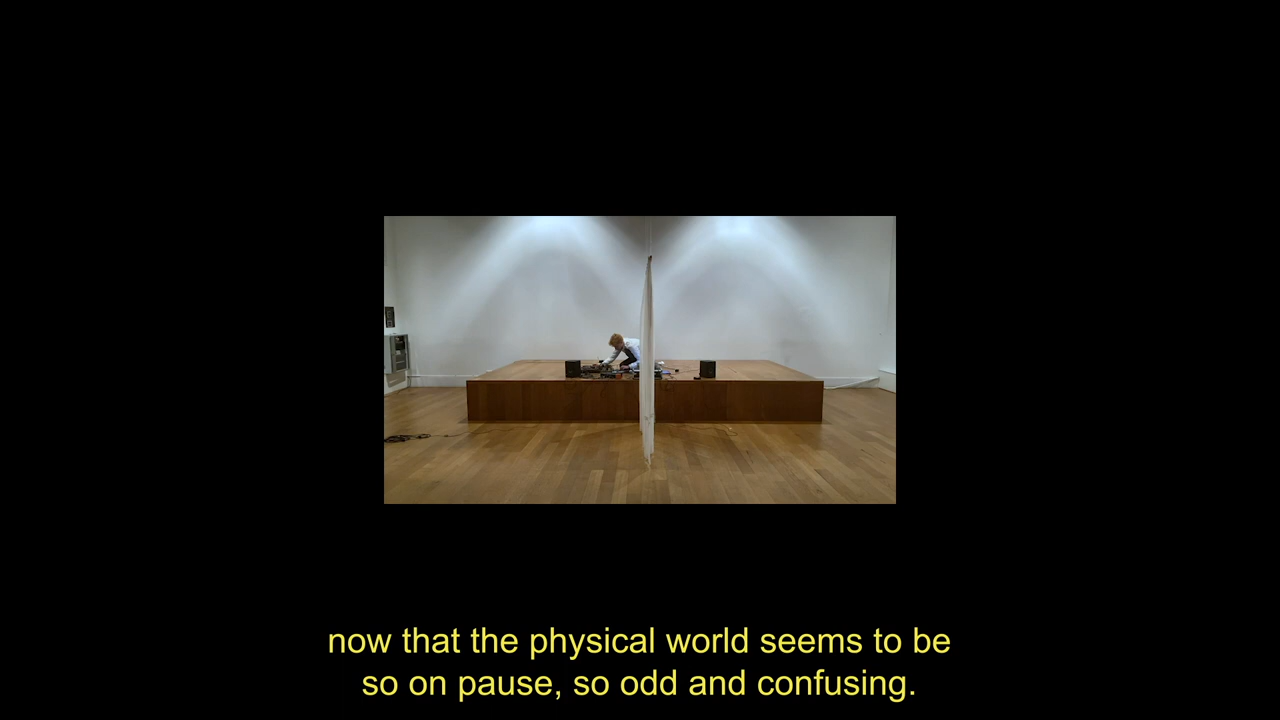 now that the physical world seems to be
so on pause, so odd and confusing.